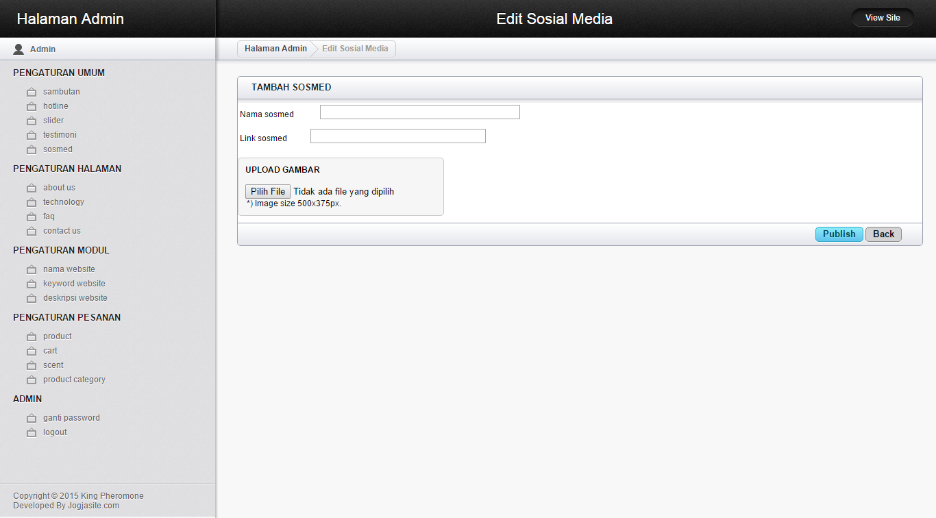 Halaman Admin
Edit Sosial Media
View Site
Admin
Halaman Admin
Edit Sosial Media
PENGATURAN UMUM
sambutan
hotline
slider
testimoni
sosmed
PENGATURAN HALAMAN
about us
technology
faq
contact us
PENGATURAN MODUL
nama website
keyword website
deskripsi website
PENGATURAN PESANAN
product
cart
scent
product category
ADMIN
ganti password
logout
Copyright © 2015 King Pheromone
Developed By Jogjasite.com
TAMBAH SOSMED
Nama sosmed
Link sosmed
UPLOAD GAMBAR
Pilih File Tidak ada file yang dipilih
*) Image size 500x375px.
Publish
Back